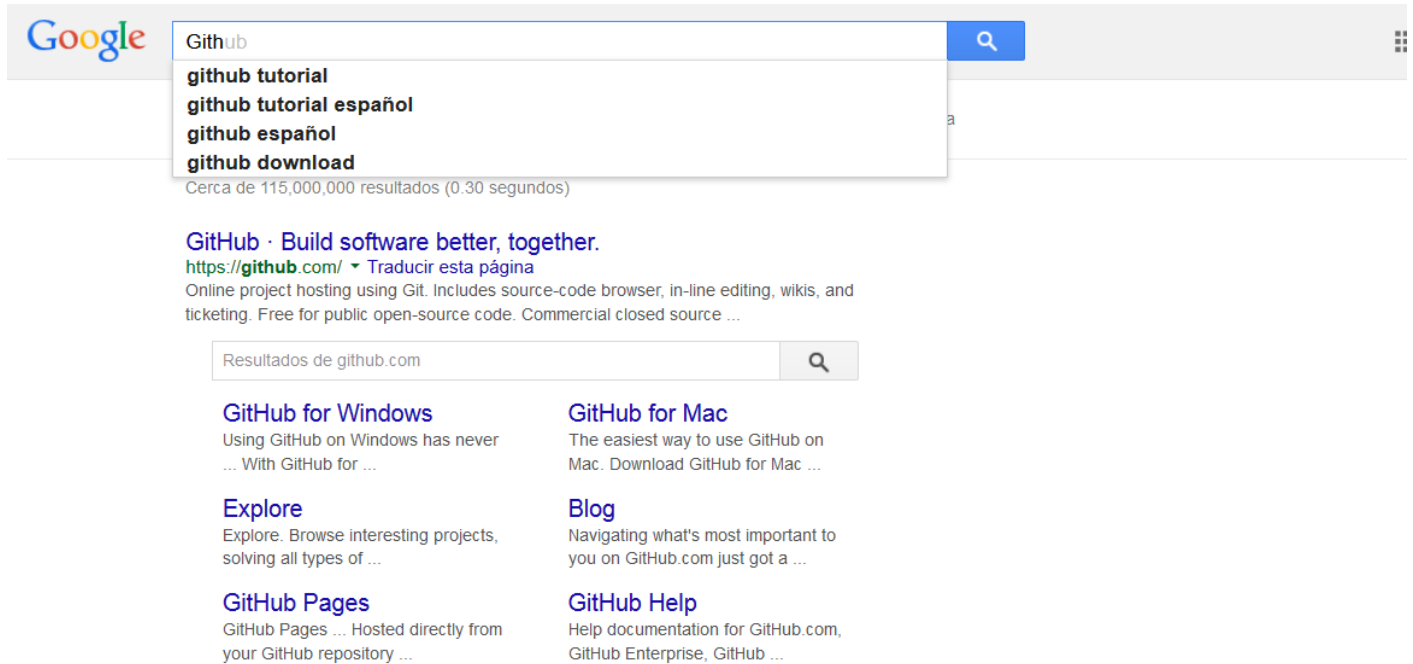 Google
Github
github tutorial
github tutorial español
github español
github download
a
Cerca de 115,000,000 resultados (0.30 segundos)
GitHub · Build software better, together.
https://github.com/ Traducir esta página
Online project hosting using Git. Includes source-code browser, in-line editing, wikis, and
ticketing. Free for public open-source code. Commercial closed source ...
Resultados de github.com
GitHub for Windows
Using GitHub on Windows has never
... With GitHub for ...
GitHub for Mac
The easiest way to use GitHub on
Mac. Download GitHub for Mac ...
Explore
Explore. Browse interesting projects,
solving all types of ...
Blog
Navigating what's most important to
you on GitHub.com just got a ...
GitHub Pages
GitHub Pages ... Hosted directly from
your GitHub repository ...
GitHub Help
Help documentation for GitHub.com,
GitHub Enterprise, GitHub ...